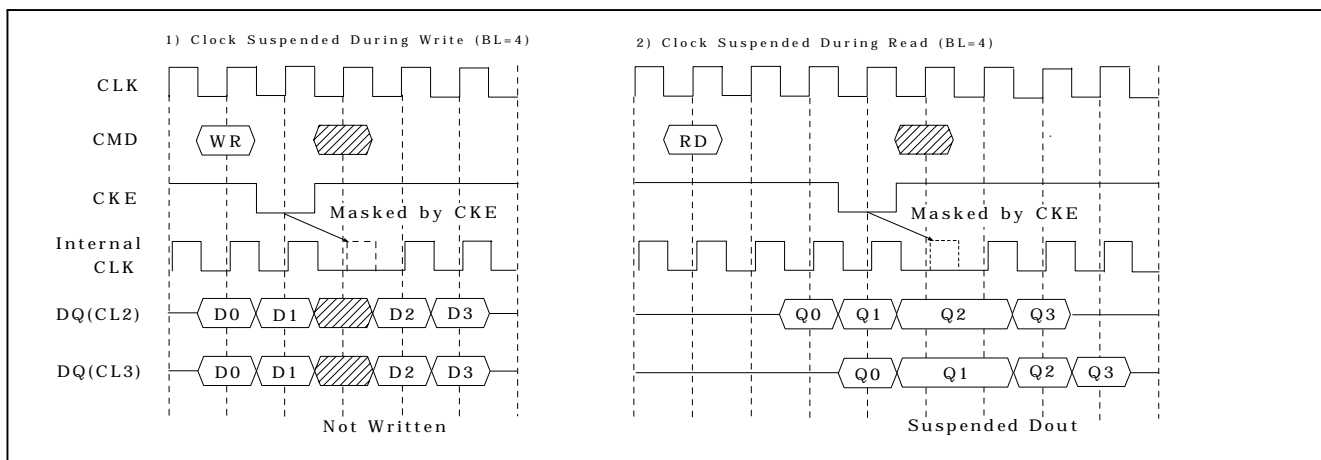 1) Clock Suspended During Write (BL=4)
2) Clock Suspended During Read (BL=4)
CLK
CMD
WR
RD
CKE
Masked by CKE
Masked by CKE
Internal
CLK
DQ(CL2)
D0 D1 D2 D3
Q0 Q1 Q2 Q3
DQ(CL3)
D0 D1 D2 D3
Q0 Q1 Q2 Q3
Not Written
Suspended Dout